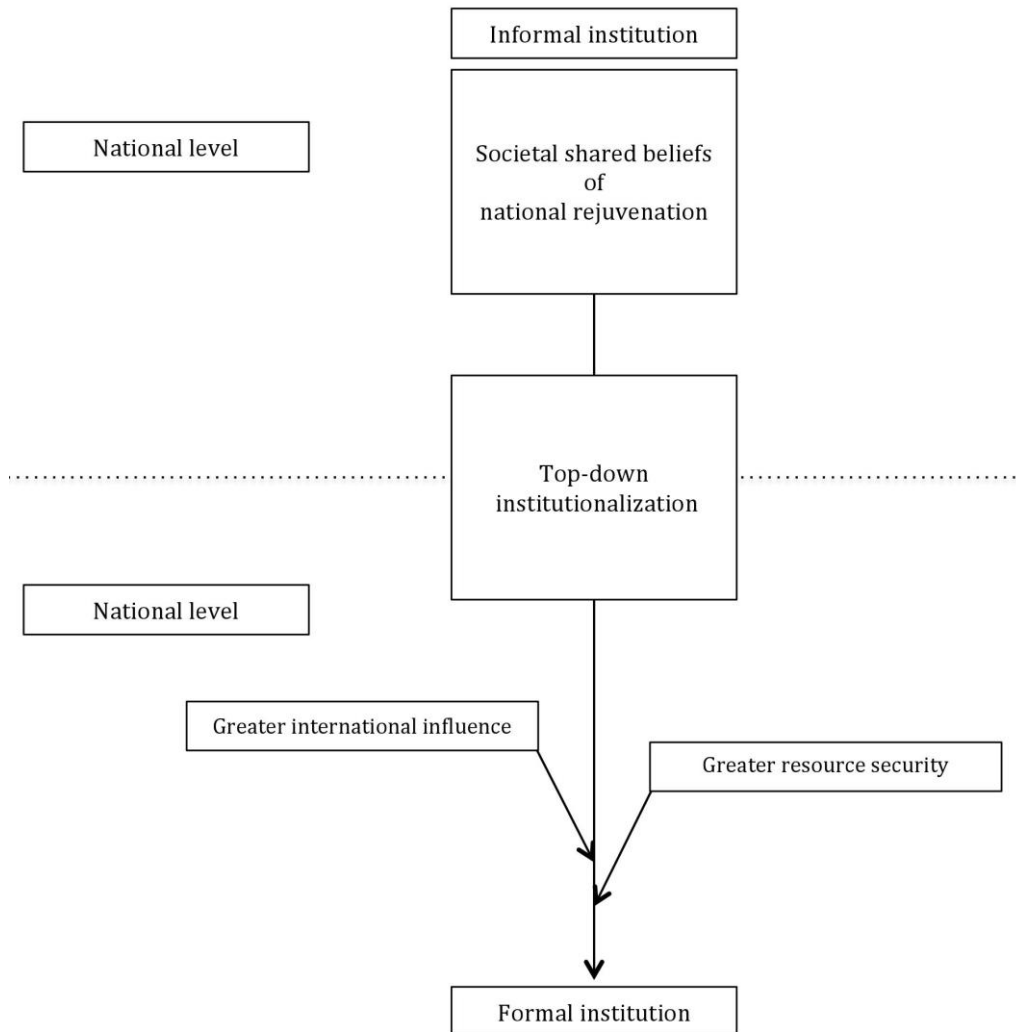 Informal institution
National level
Societal shared beliefs
of
national rejuvenation
Top-down
institutionalization
National level
Greater international influence
Greater resource security
Formal institution